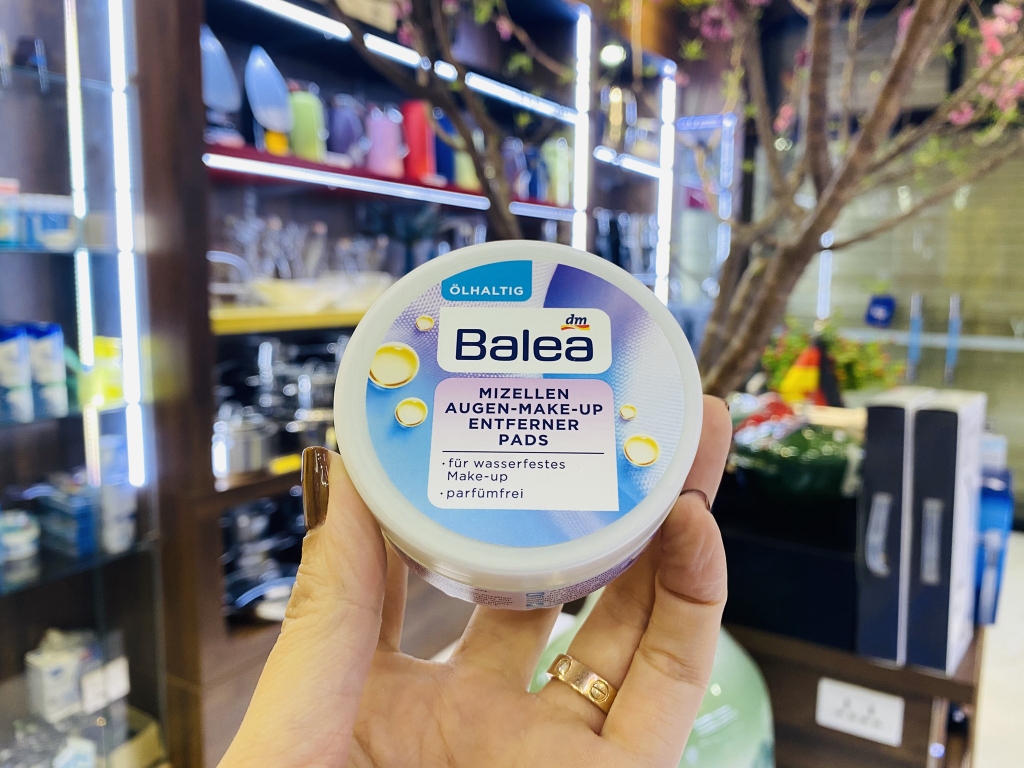 ÖLHALTIG
dm
Balea
MIZELLEN
AUGEN-MAKE-UP
ENTFERNER
PADS
· für wasserfestes
Make-up
· parfümfrei